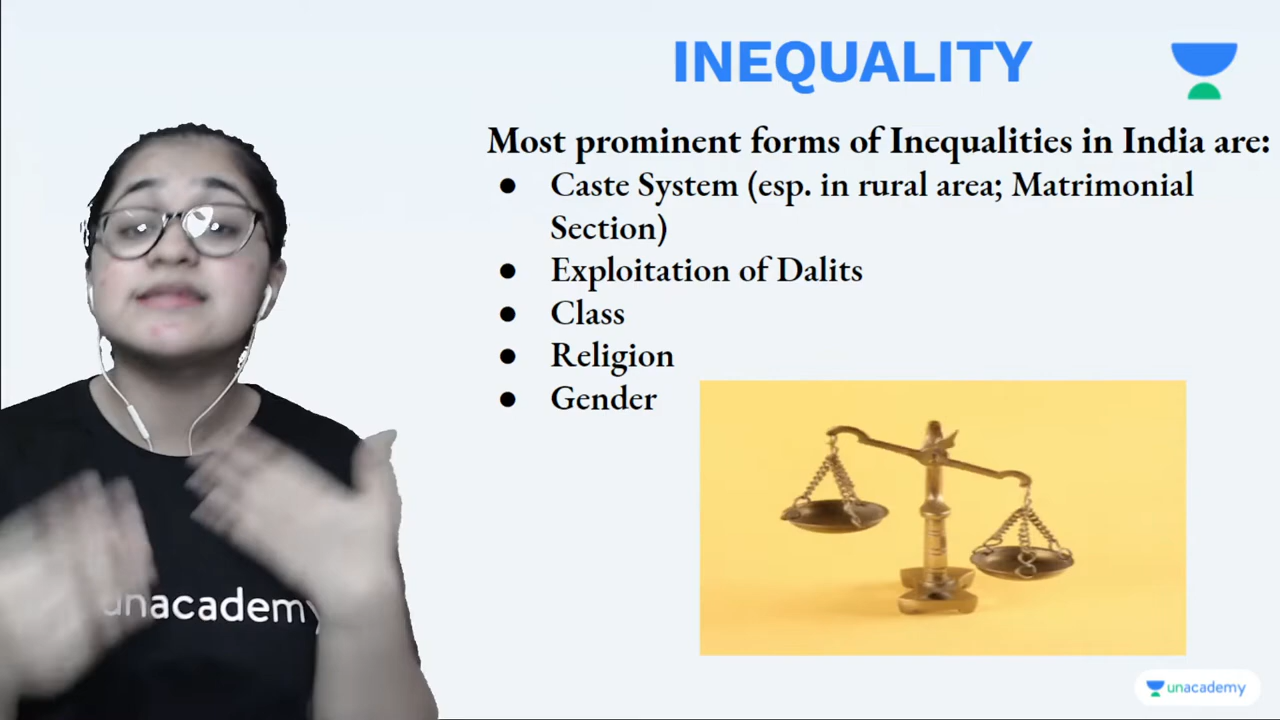 INEQUALITY
Most prominent forms of Inequalities in India are:
● Caste System (esp. in rural area; Matrimonial
Section)
● Exploitation of Dalits
● Class
● Religion
● Gender
unacademy
unacademy